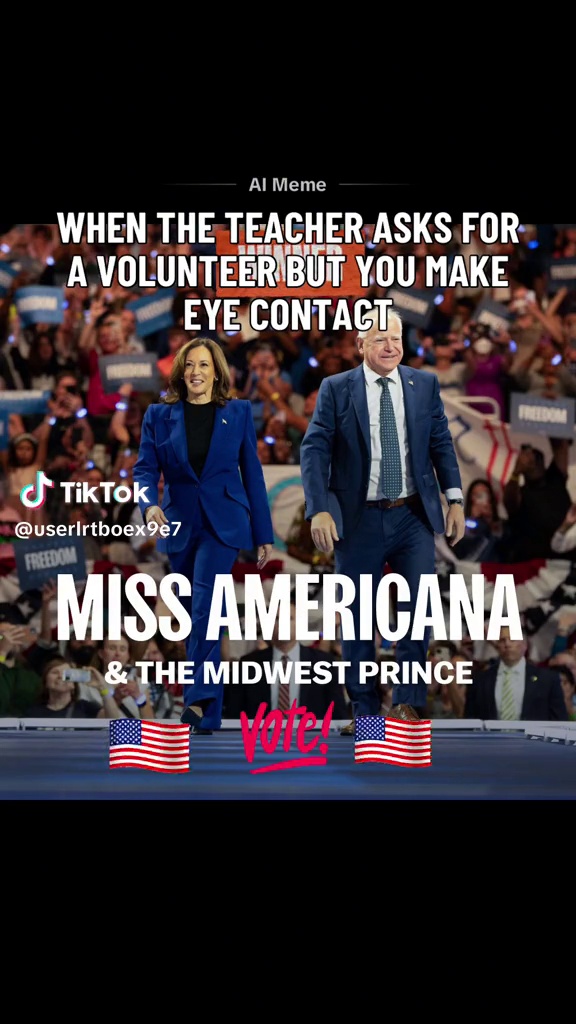 AI Meme
WHEN THE TEACHER ASKS FOR
A VOLUNTEER BUT YOU MAKE
EYE CONTACT
FREEDOM
TikTok
@userlrtboex9e7
FREEDOM
MISS AMERICANA
& THE MIDWEST PRINCE
Vote!